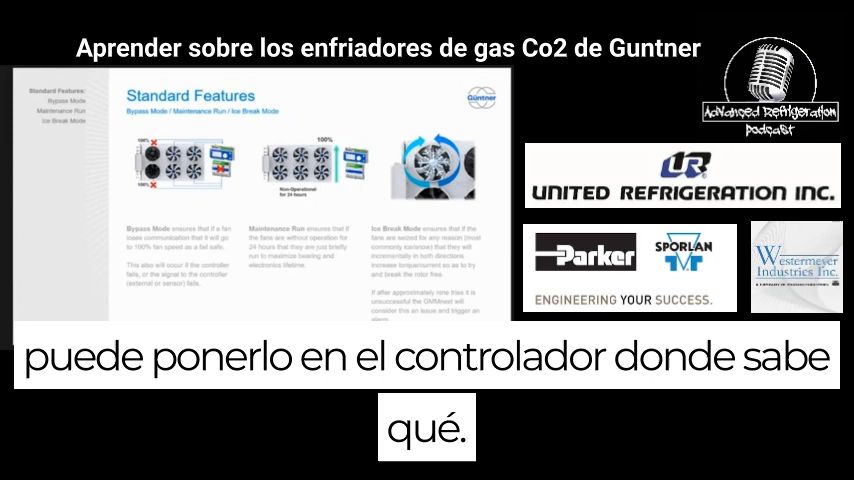 Aprender sobre los enfriadores de gas Co2 de Guntner
Advanced Refrigeration
podcast
Standard Features:
Bypass Mode
Maintenance Run
Ice Break Mode
Standard Features
Bypass Mode / Maintenance Run / Ice Break Mode
Güntner
100%
100%
100%
Non-Operational
for 24 hours
Bypass Mode ensures that if a fan
loses communication that it will go
to 100% fan speed as a fail safe.
This also will occur if the controller
fails, or the signal to the controller
(external or sensor) fails.
Maintenance Run ensures that if
the fans are without operation for
24 hours that they are just briefly
run to maximize bearing and
electronics lifetime.
Ice Break Mode ensures that if the
fans are seized for any reason (most
commonly ice/wind) that they will
incrementally in both directions
increase torque/current so as to try
and break the rotor free.
If after approximately nine tries it is
unsuccessful the GMMnext will
consider this an issue and trigger an
alarm.
UR
UNITED REFRIGERATION INC.
Parker
SPORLAN
ENGINEERING YOUR SUCCESS.
Westermeyer
Industries Inc.
puede ponerlo en el controlador donde sabe
qué.